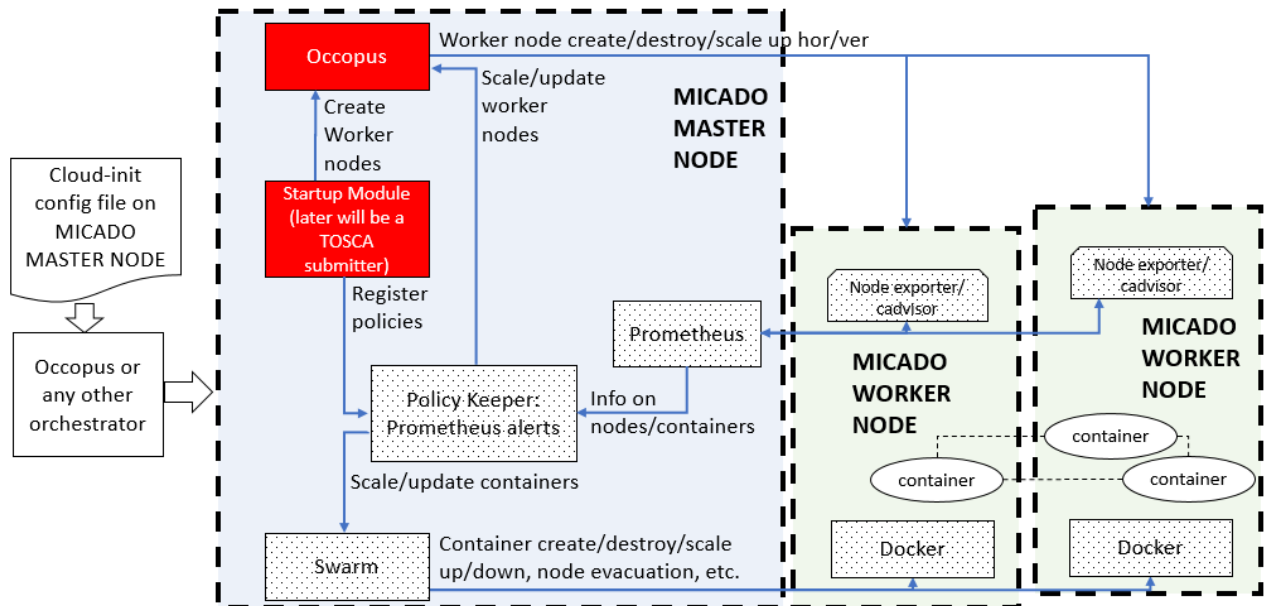 Occopus
Worker node create/destroy/scale up hor/ver
Scale/update
worker
nodes
Create
Worker
nodes
MICADO
MASTER
NODE
Cloud-init
config file on
MICADO
MASTER NODE
Startup Module
(later will be a
TOSCA
submitter)
Register
policies
Occopus or
any other
orchestrator
Prometheus
Policy Keeper:
Prometheus alerts
Info on
nodes/containers
Scale/update containers
Swarm
Container create/destroy/scale
up/down, node evacuation, etc.
Node exporter/
cadvisor
MICADO
WORKER
NODE
container
Docker
Node exporter/
cadvisor
MICADO
WORKER
NODE
container
container
Docker